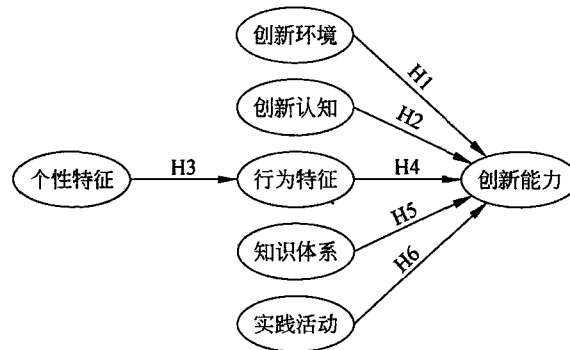 创新环境
H1
创新认知
H2
个性特征
H3
行为特征
H4
创新能力
H5
知识体系
H6
实践活动